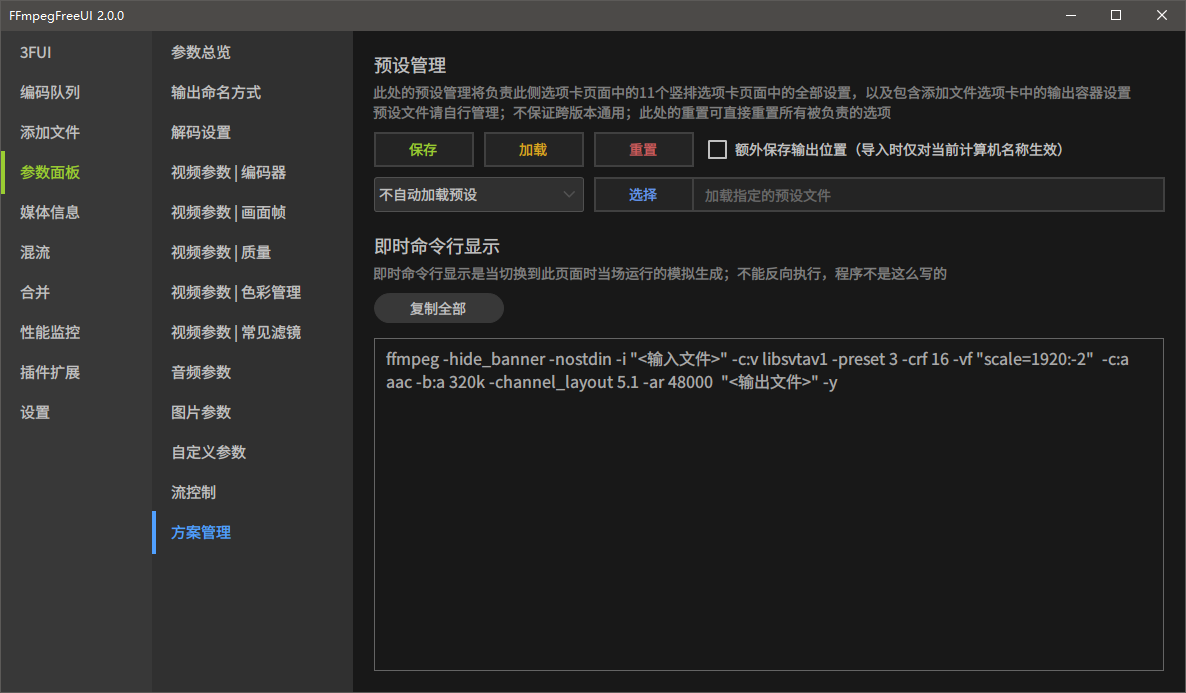 FFmpegFreeUI 2.0.0
3FUI
编码队列
添加文件
参数面板
媒体信息
混流
合并
性能监控
插件扩展
设置
参数总览
输出命名方式
解码设置
视频参数 | 编码器
视频参数 | 画面帧
视频参数 | 质量
视频参数 | 色彩管理
视频参数 | 常见滤镜
音频参数
图片参数
自定义参数
流控制
方案管理
预设管理
此处的预设管理将负责此侧选项卡页面中的11个竖排选项卡页面中的全部设置，以及包含添加文件选项卡中的输出容器设置
预设文件请自行管理；不保证跨版本通用；此处的重置可直接重置所有被负责的选项
保存 加载 重置 额外保存输出位置（导入时仅对当前计算机名称生效）
不自动加载预设 选择 加载指定的预设文件
即时命令行显示
即时命令行显示是当切换到此页面时当场运行的模拟生成；不能反向执行，程序不是这么写的
复制全部
ffmpeg -hide_banner -nostdin -i "<输入文件>" -c:v libsvtav1 -preset 3 -crf 16 -vf "scale=1920:-2"  -c:a
aac -b:a 320k -channel_layout 5.1 -ar 48000  "<输出文件>" -y